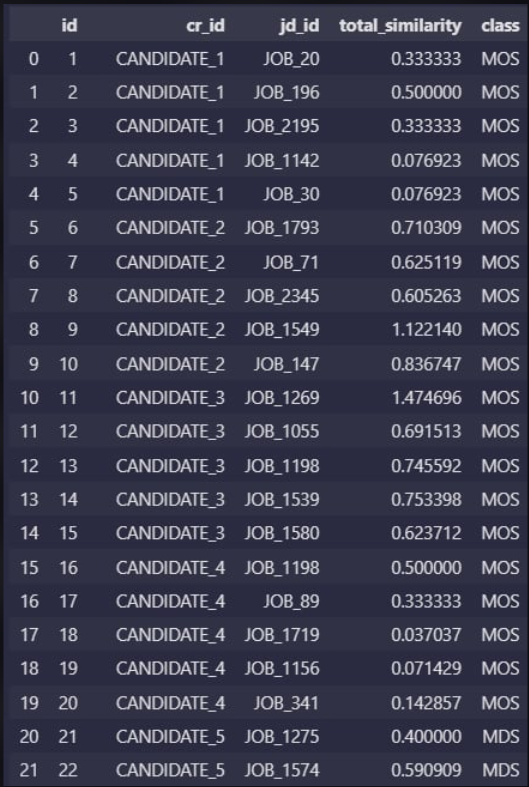 id cr_id jd_id total_similarity class
0 1 CANDIDATE_1 JOB_20 0.333333 MOS
1 2 CANDIDATE_1 JOB_196 0.500000 MOS
2 3 CANDIDATE_1 JOB_2195 0.333333 MOS
3 4 CANDIDATE_1 JOB_1142 0.076923 MOS
4 5 CANDIDATE_1 JOB_30 0.076923 MOS
5 6 CANDIDATE_2 JOB_1793 0.710309 MOS
6 7 CANDIDATE_2 JOB_71 0.625119 MOS
7 8 CANDIDATE_2 JOB_2345 0.605263 MOS
8 9 CANDIDATE_2 JOB_1549 1.122140 MOS
9 10 CANDIDATE_2 JOB_147 0.836747 MOS
10 11 CANDIDATE_3 JOB_1269 1.474696 MOS
11 12 CANDIDATE_3 JOB_1055 0.691513 MOS
12 13 CANDIDATE_3 JOB_1198 0.745592 MOS
13 14 CANDIDATE_3 JOB_1539 0.753398 MOS
14 15 CANDIDATE_3 JOB_1580 0.623712 MOS
15 16 CANDIDATE_4 JOB_1198 0.500000 MOS
16 17 CANDIDATE_4 JOB_89 0.333333 MOS
17 18 CANDIDATE_4 JOB_1719 0.037037 MOS
18 19 CANDIDATE_4 JOB_1156 0.071429 MOS
19 20 CANDIDATE_4 JOB_341 0.142857 MOS
20 21 CANDIDATE_5 JOB_1275 0.400000 MDS
21 22 CANDIDATE_5 JOB_1574 0.590909 MDS